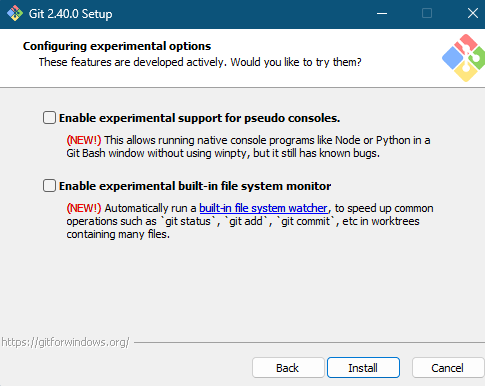 Git 2.40.0 Setup
Configuring experimental options
These features are developed actively. Would you like to try them?
Enable experimental support for pseudo consoles.
(NEW!) This allows running native console programs like Node or Python in a
Git Bash window without using winpty, but it still has known bugs.
Enable experimental built-in file system monitor
(NEW!) Automatically run a built-in file system watcher, to speed up common
operations such as `git status`, `git add`, `git commit`, etc in worktrees
containing many files.
https://gitforwindows.org/
Back
Install
Cancel